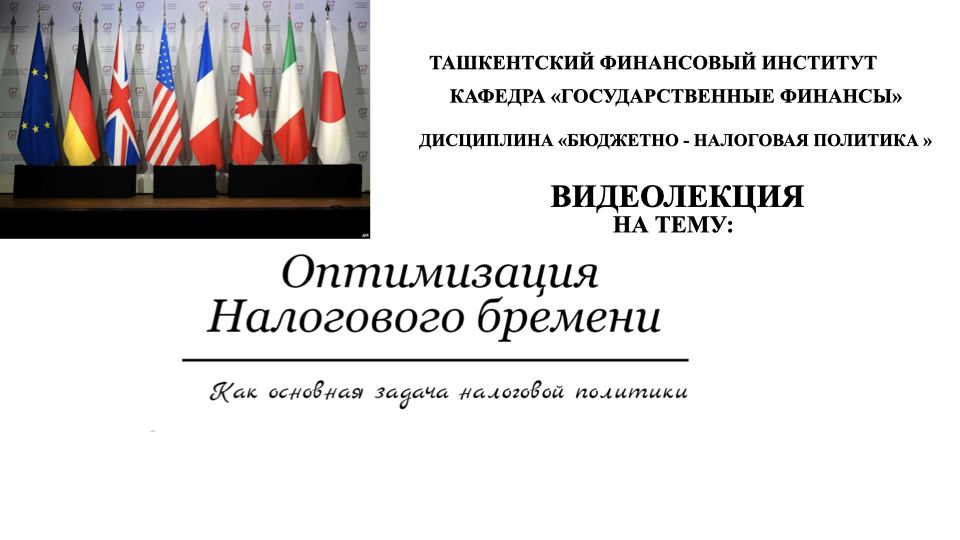 ТАШКЕНТСКИЙ ФИНАНСОВЫЙ ИНСТИТУТ
КАФЕДРА «ГОСУДАРСТВЕННЫЕ ФИНАНСЫ»
ДИСЦИПЛИНА «БЮДЖЕТНО - НАЛОГОВАЯ ПОЛИТИКА »
ВИДЕОЛЕКЦИЯ
НА ТЕМУ:
Оптимизация
Налогового бремени
Как основная задача налоговой политики